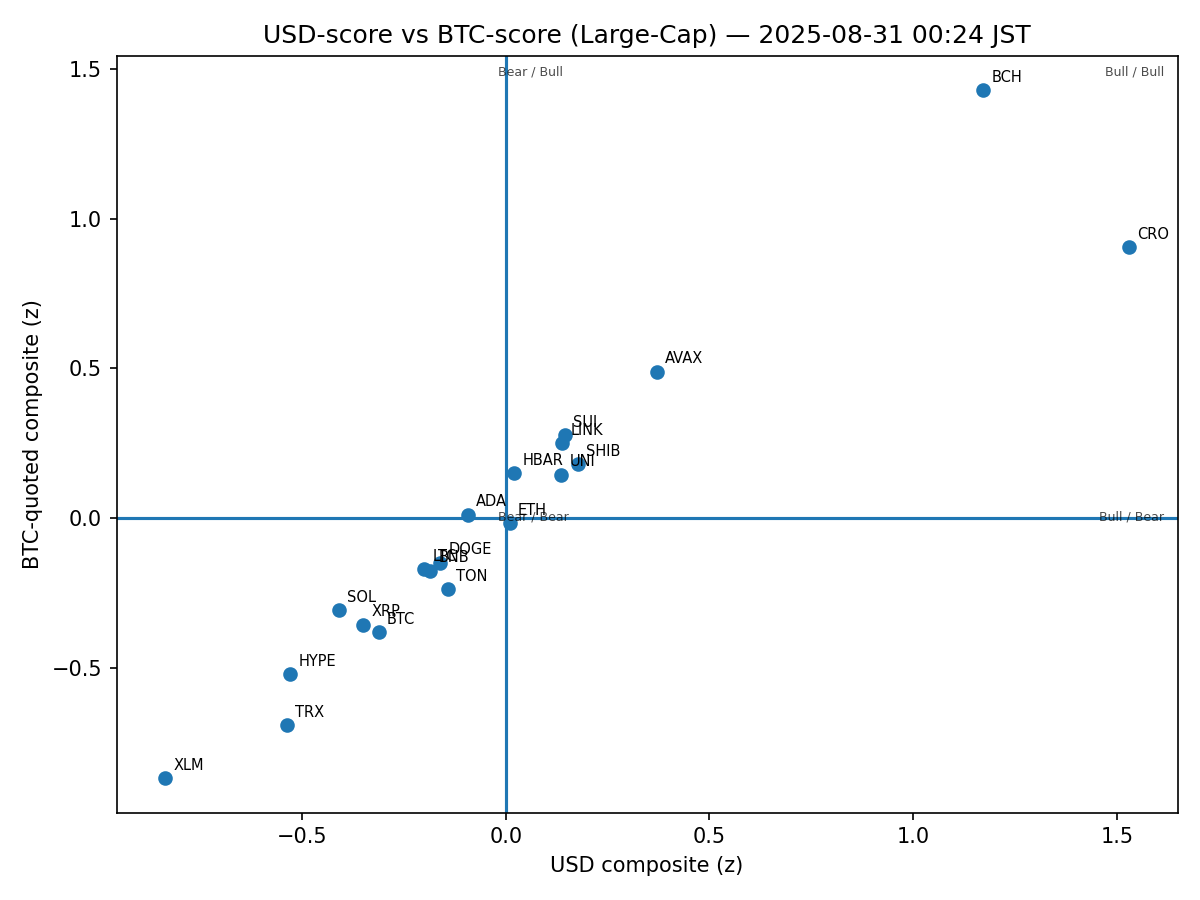 USD-score vs BTC-score (Large-Cap) — 2025-08-31 00:24 JST
Bear / Bull
Bull / Bull
BCH
CRO
AVAX
SUI
LINK
SHIB
HBAR
UNI
ADA
ETH
Bear / Bear
Bull / Bear
DOGE
LTC
BNB
TON
SOL
XRP
BTC
HYPE
TRX
XLM
1.5
1.0
0.5
0.0
−0.5
BTC-quoted composite (z)
−0.5
0.0
0.5
1.0
1.5
USD composite (z)